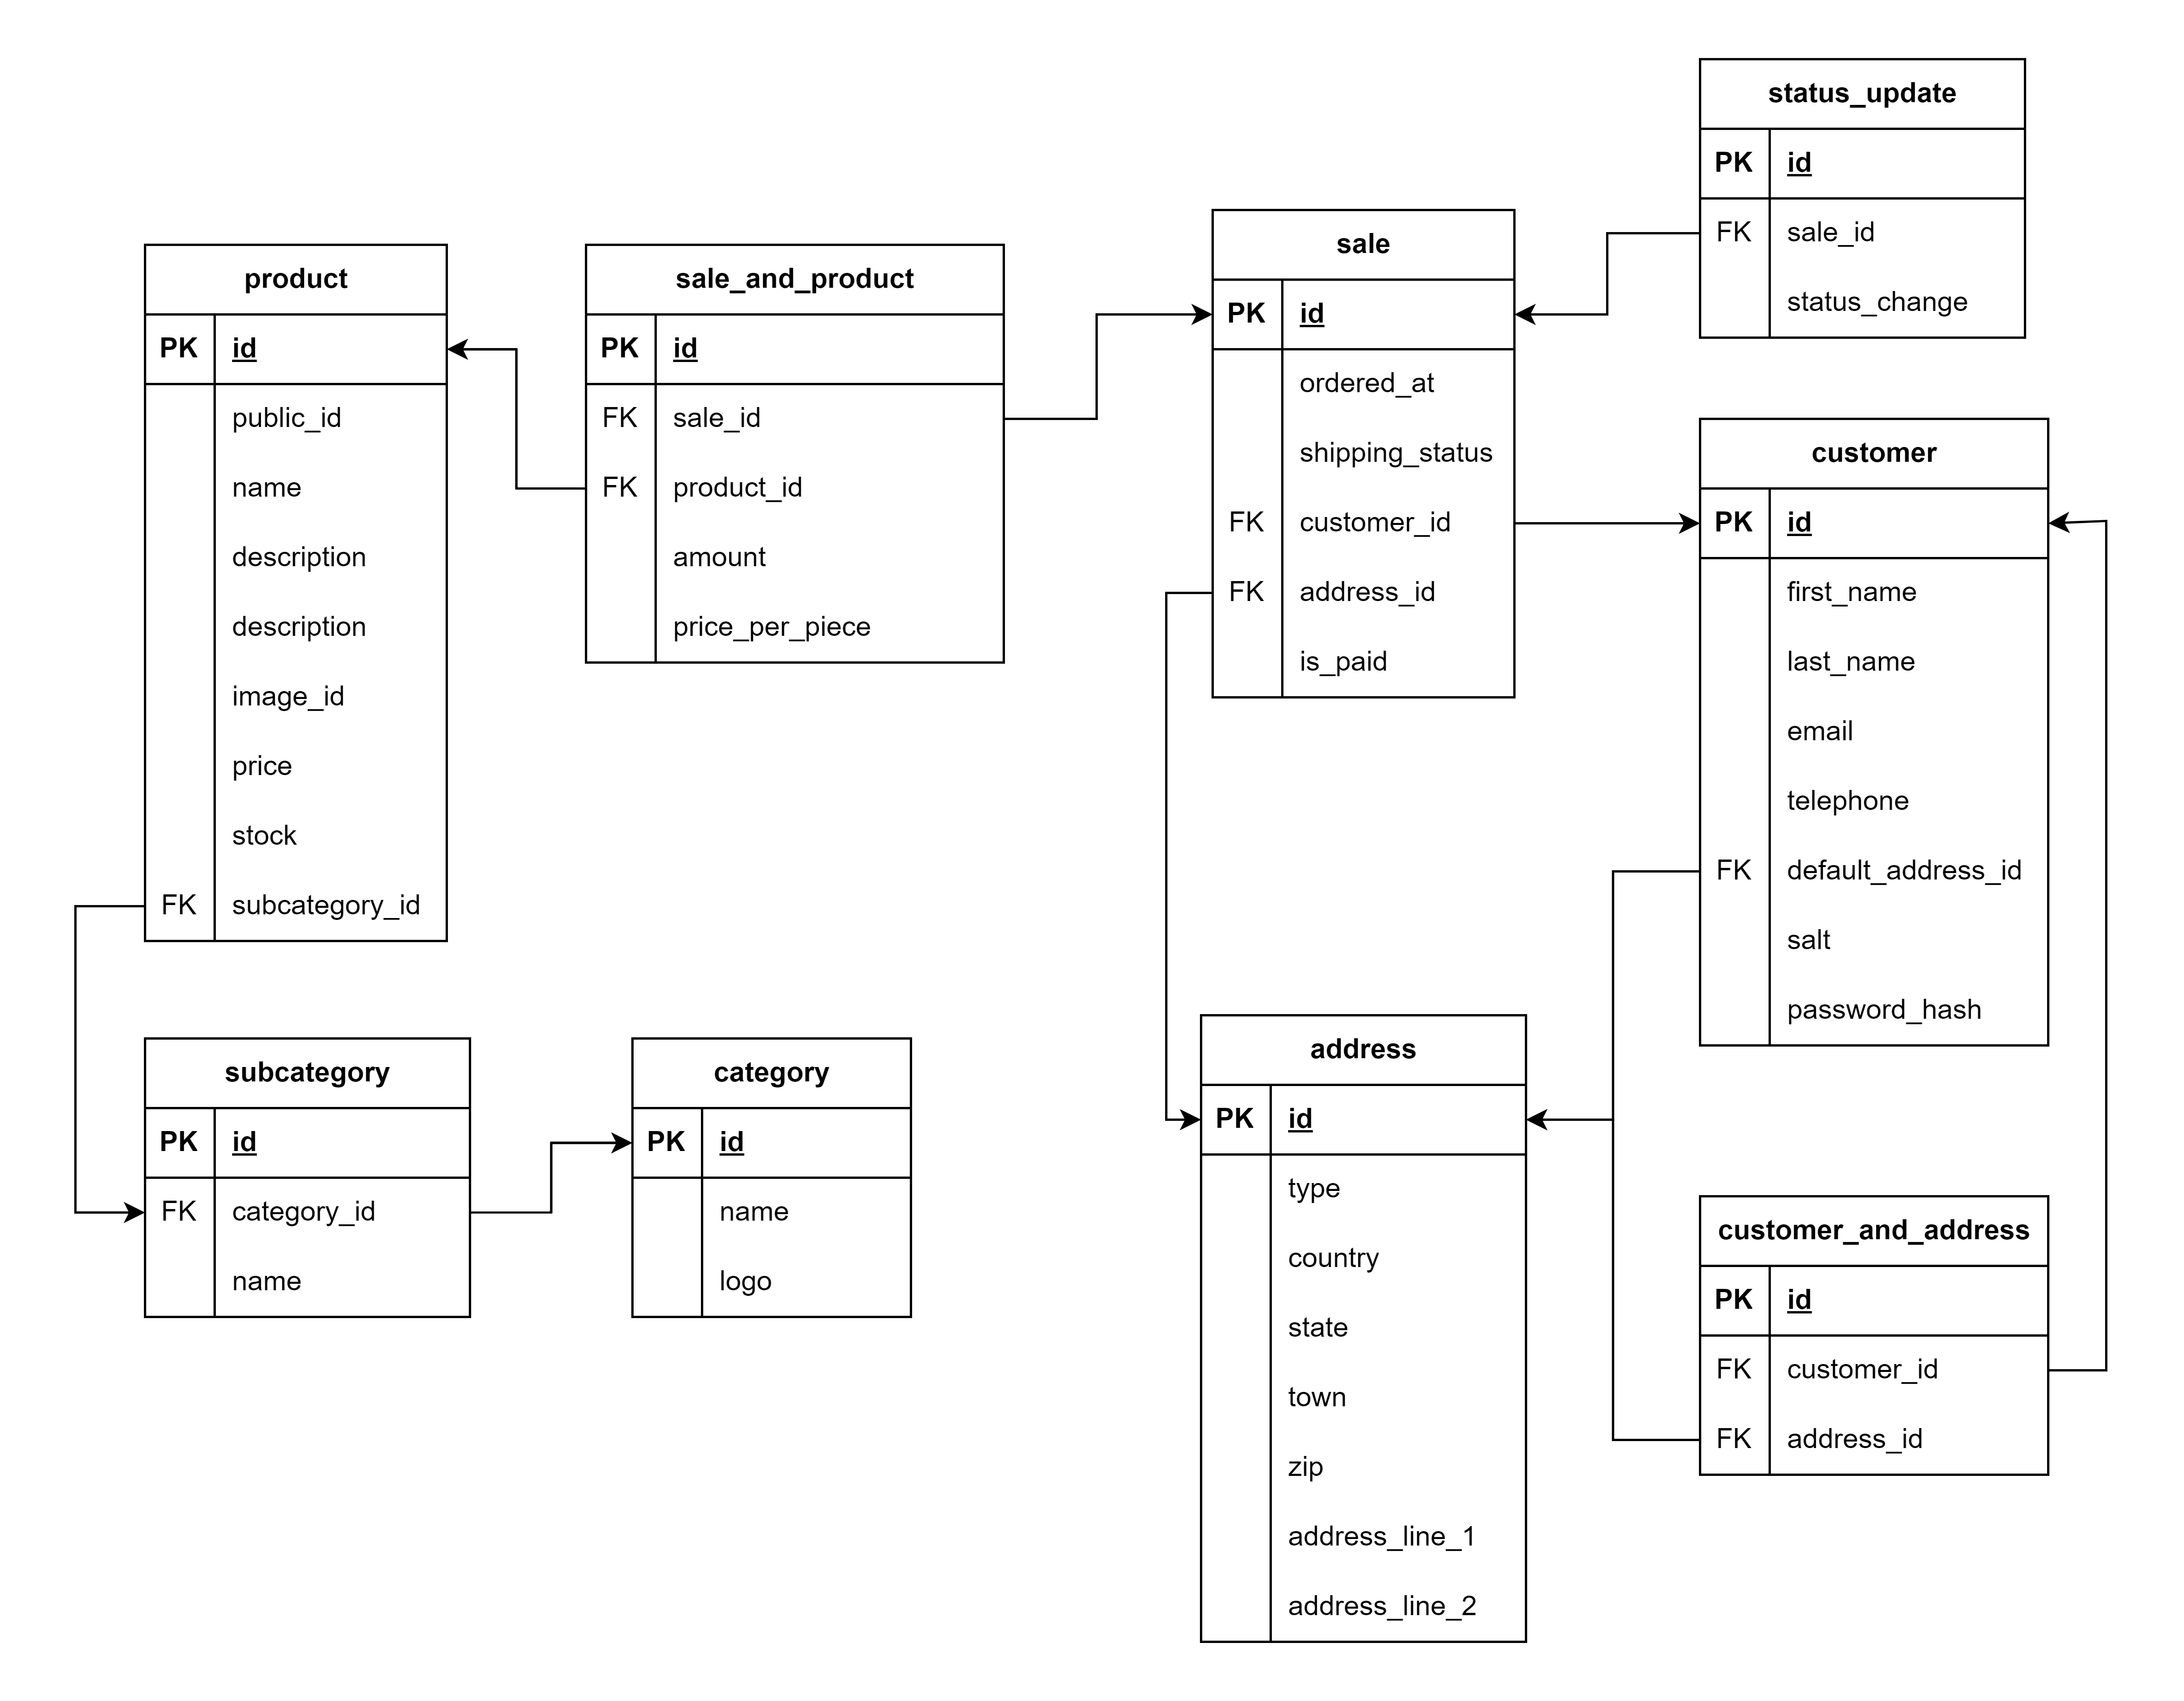 status_update
PK id
FK sale_id
status_change
sale
PK id
ordered_at
shipping_status
FK customer_id
FK address_id
is_paid
product
PK id
public_id
name
description
description
image_id
price
stock
FK subcategory_id
sale_and_product
PK id
FK sale_id
FK product_id
amount
price_per_piece
customer
PK id
first_name
last_name
email
telephone
FK default_address_id
salt
password_hash
subcategory
PK id
FK category_id
name
category
PK id
name
logo
address
PK id
type
country
state
town
zip
address_line_1
address_line_2
customer_and_address
PK id
FK customer_id
FK address_id